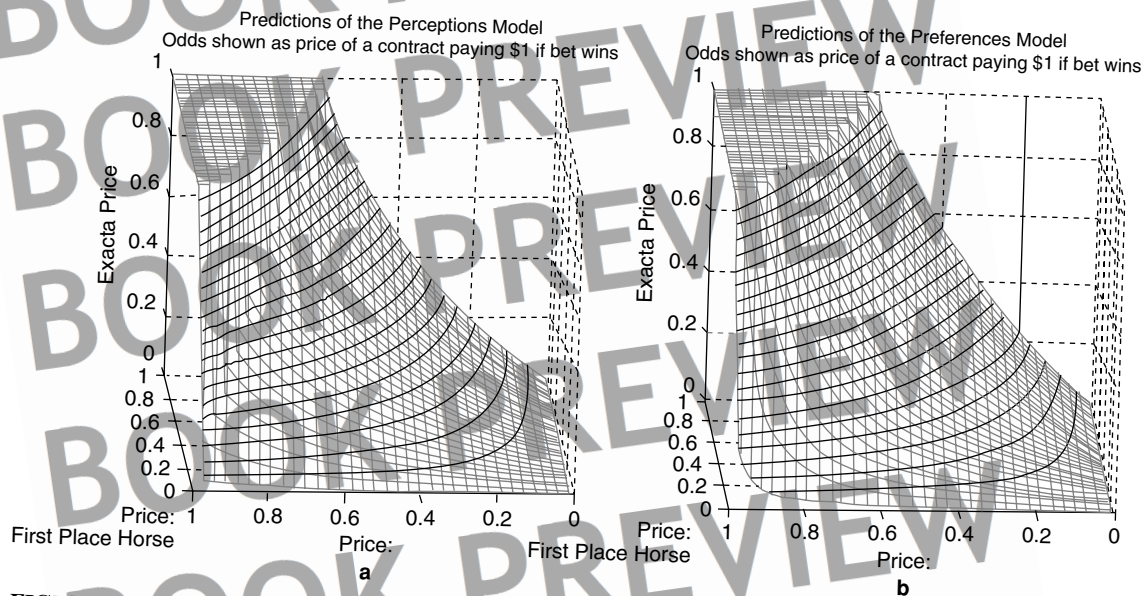 Predictions of the Perceptions Model
Odds shown as price of a contract paying $1 if bet wins
1
0.8
0.6
0.4
0.2
0
Exacta Price
1
0.8
0.6
0.4
0.2
0
1
0.8
0.6
0.4
0.2
0
Price:
First Place Horse
Price:
First Place Horse
a
Predictions of the Preferences Model
Odds shown as price of a contract paying $1 if bet wins
1
0.8
0.6
0.4
0.2
0
Exacta Price
1
0.8
0.6
0.4
0.2
0
1
0.8
0.6
0.4
0.2
0
Price:
First Place Horse
Price:
b
BOOK PREVIEW
BOOK PREVIEW
BOOK PREVIEW
BOOK PREVIEW
BOOK PREVIEW